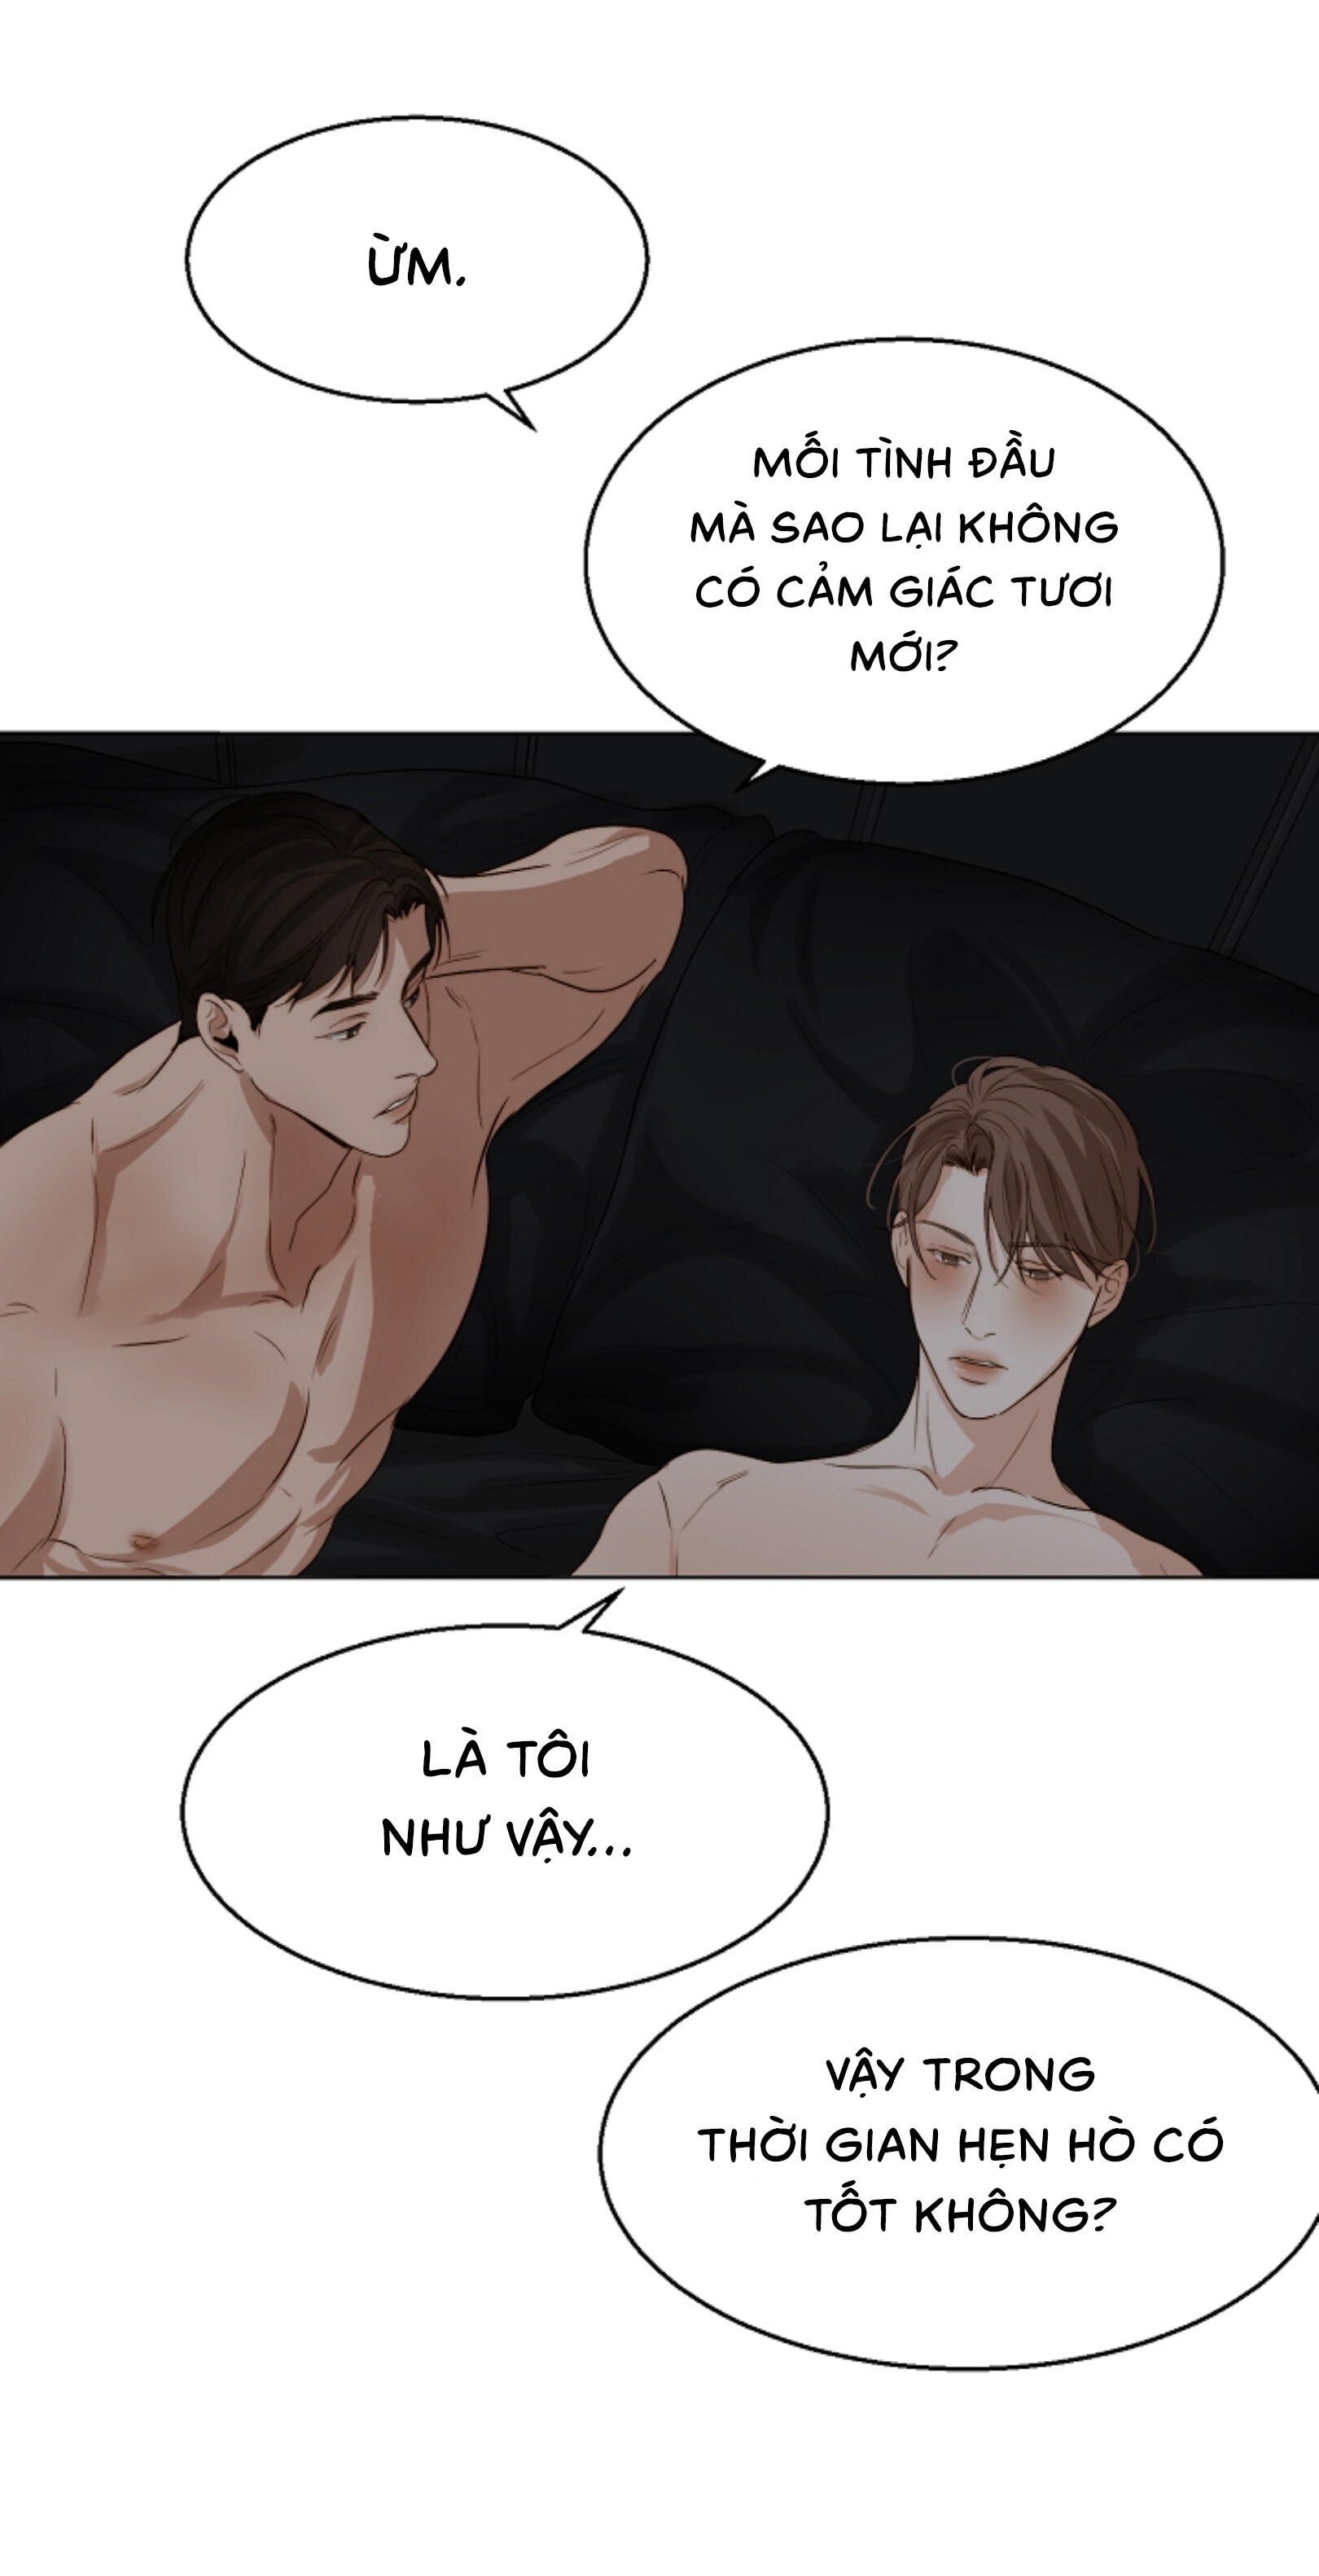 ỪM.
MỐI TÌNH ĐẦU
MÀ SAO LẠI KHÔNG
CÓ CẢM GIÁC TƯƠI
MỚI?
LÀ TÔI
NHƯ VẬY...
VẬY TRONG
THỜI GIAN HẸN HÒ CÓ
TỐT KHÔNG?